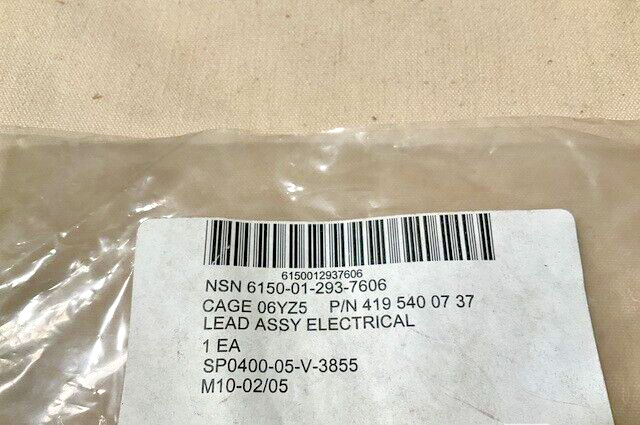 6150012937606
NSN 6150-01-293-7606
CAGE 06YZ5 P/N 419 540 07 37
LEAD ASSY ELECTRICAL
1 EA
SP0400-05-V-3855
M10-02/05